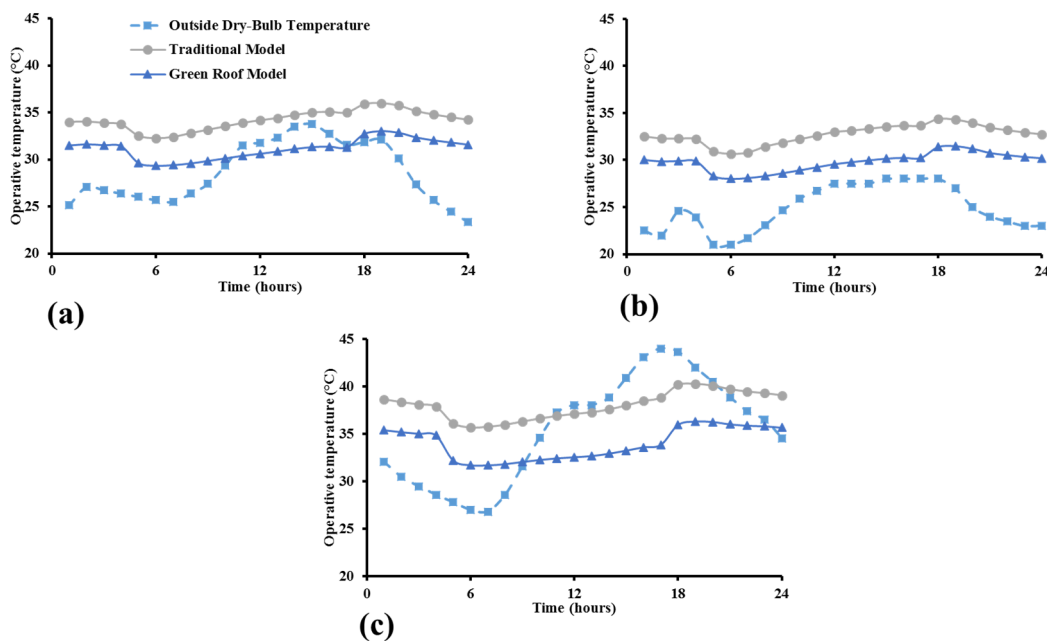 45
40
35
30
25
20
Operative temperature (°C)
Outside Dry-Bulb Temperature
Traditional Model
Green Roof Model
0
6
12
18
24
Time (hours)
(a)
45
40
35
30
25
20
Operative temperature (°C)
0
6
12
18
24
Time (hours)
(b)
45
40
35
30
25
20
Operative temperature (°C)
0
6
12
18
24
Time (hours)
(c)